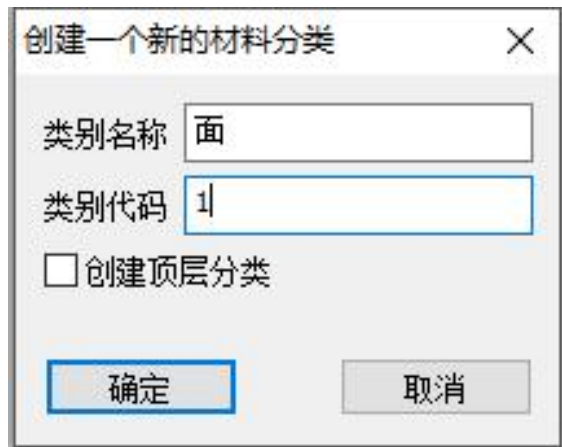 创建一个新的材料分类
类别名称 面
类别代码 1
创建顶层分类
确定 取消